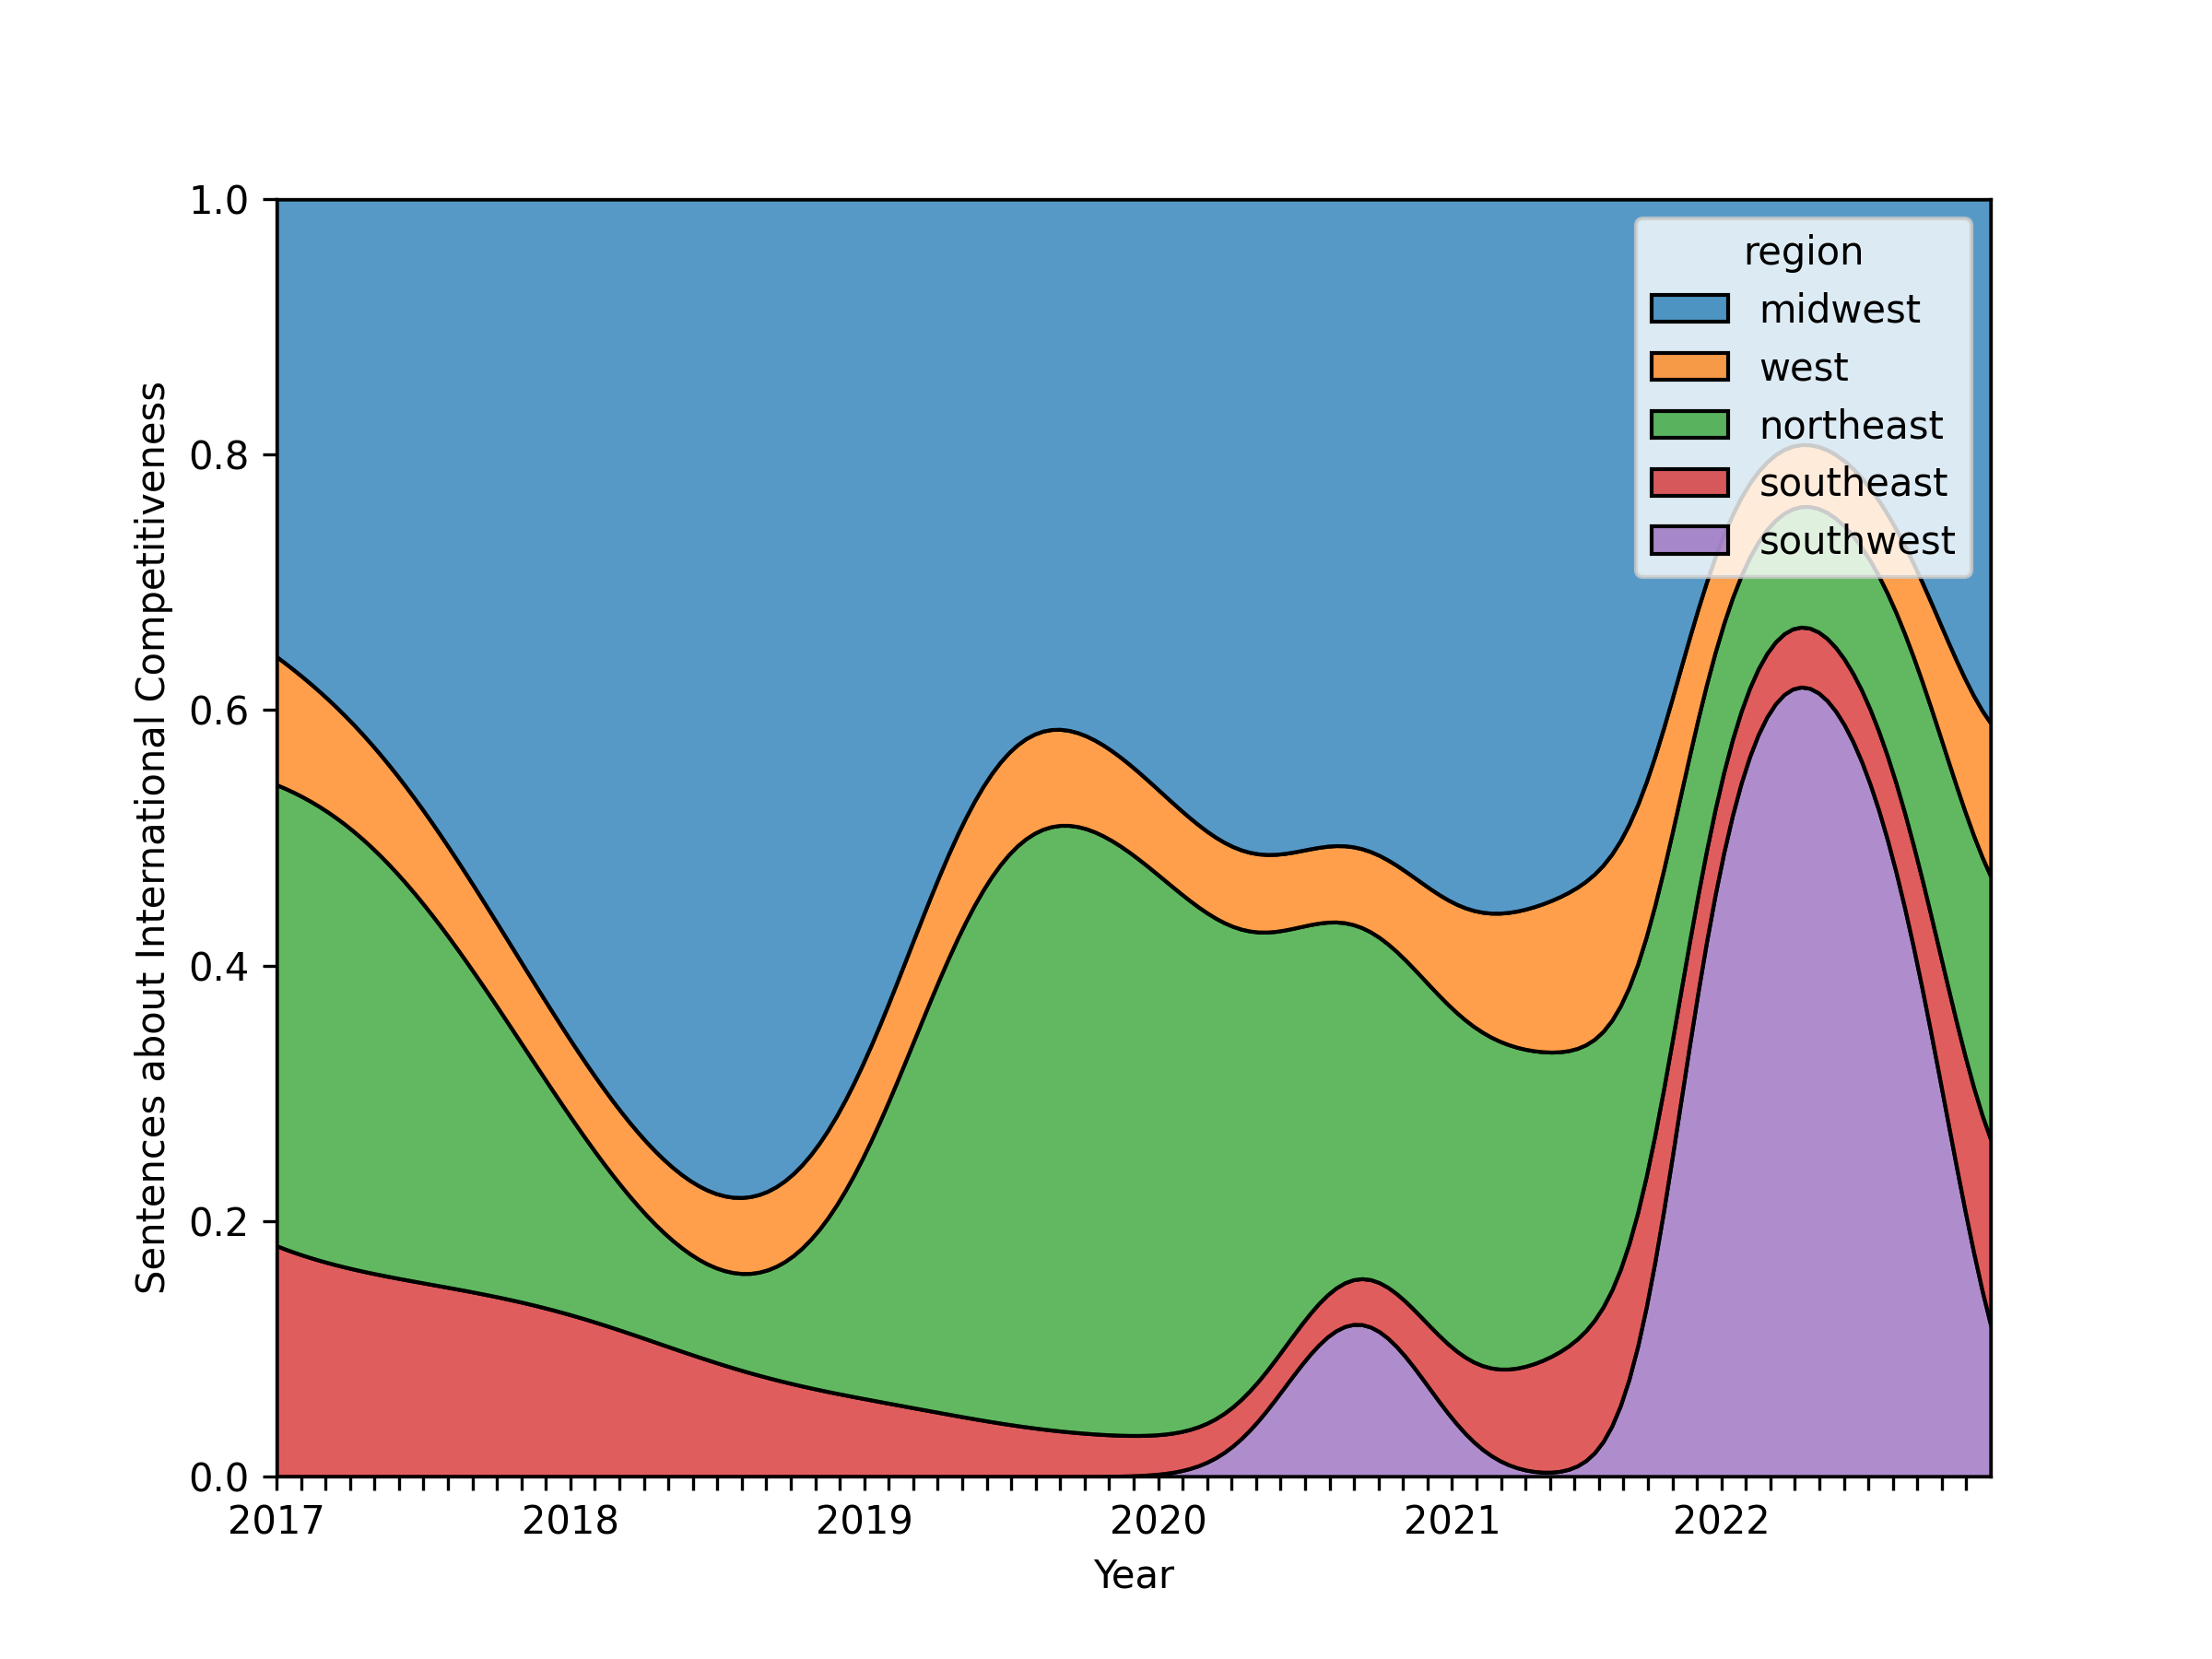 1.0
0.8
0.6
0.4
0.2
0.0
Sentences about International Competitiveness
region
midwest
west
northeast
southeast
southwest
2017 2018 2019 2020 2021 2022
Year